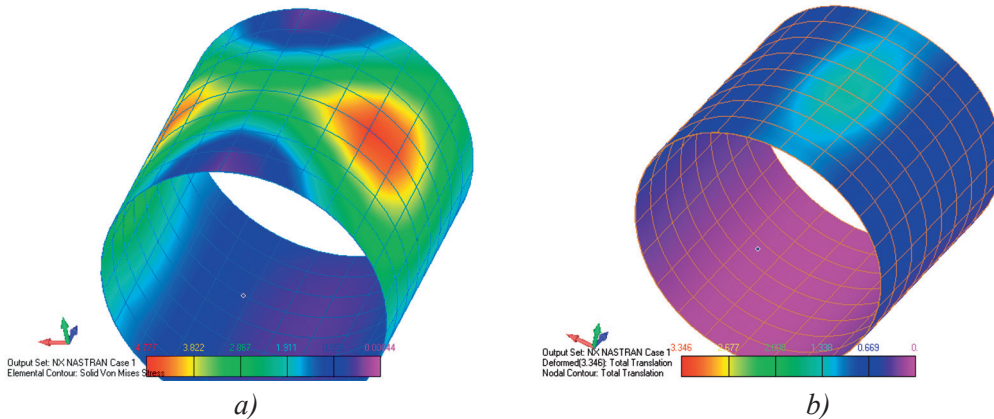 3.822 2.867 1.911
Output Set: NX NASTRAN Case 1
Elemental Contour: Solid Von Mises Stress
a)
3.346 1.338 0.669 0.
Output Set: NX NASTRAN Case 1
Deformed(3.346): Total Translation
Nodal Contour: Total Translation
b)